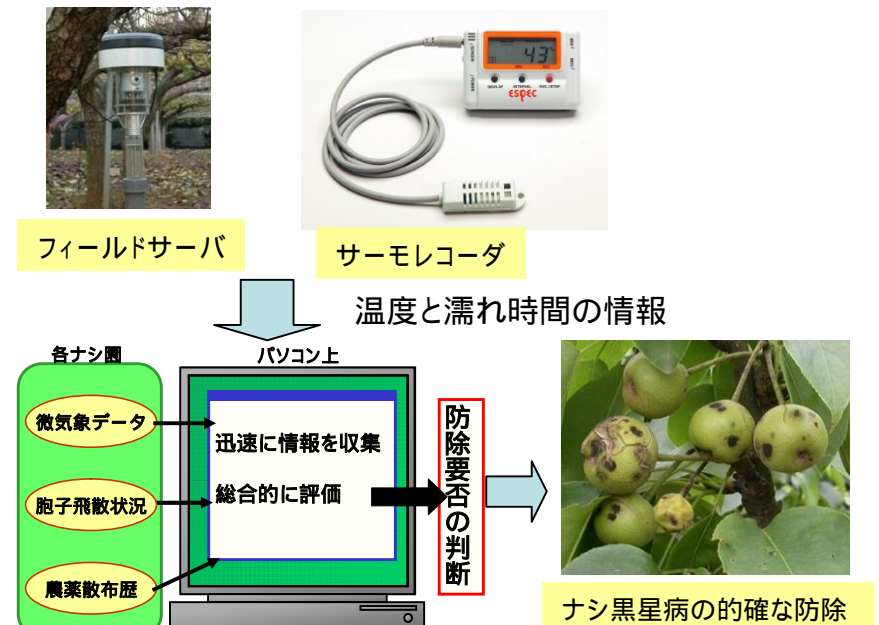 43%
DISPLAY
INTERVAL
REC/STOP
ESPEC
フィールドサーバ
サーモレコーダ
温度と濡れ時間の情報
各ナシ園
パソコン上
微気象データ
胞子飛散状況
農薬散布歴
迅速に情報を収集
総合的に評価
防除要否の判断
ナシ黒星病の的確な防除